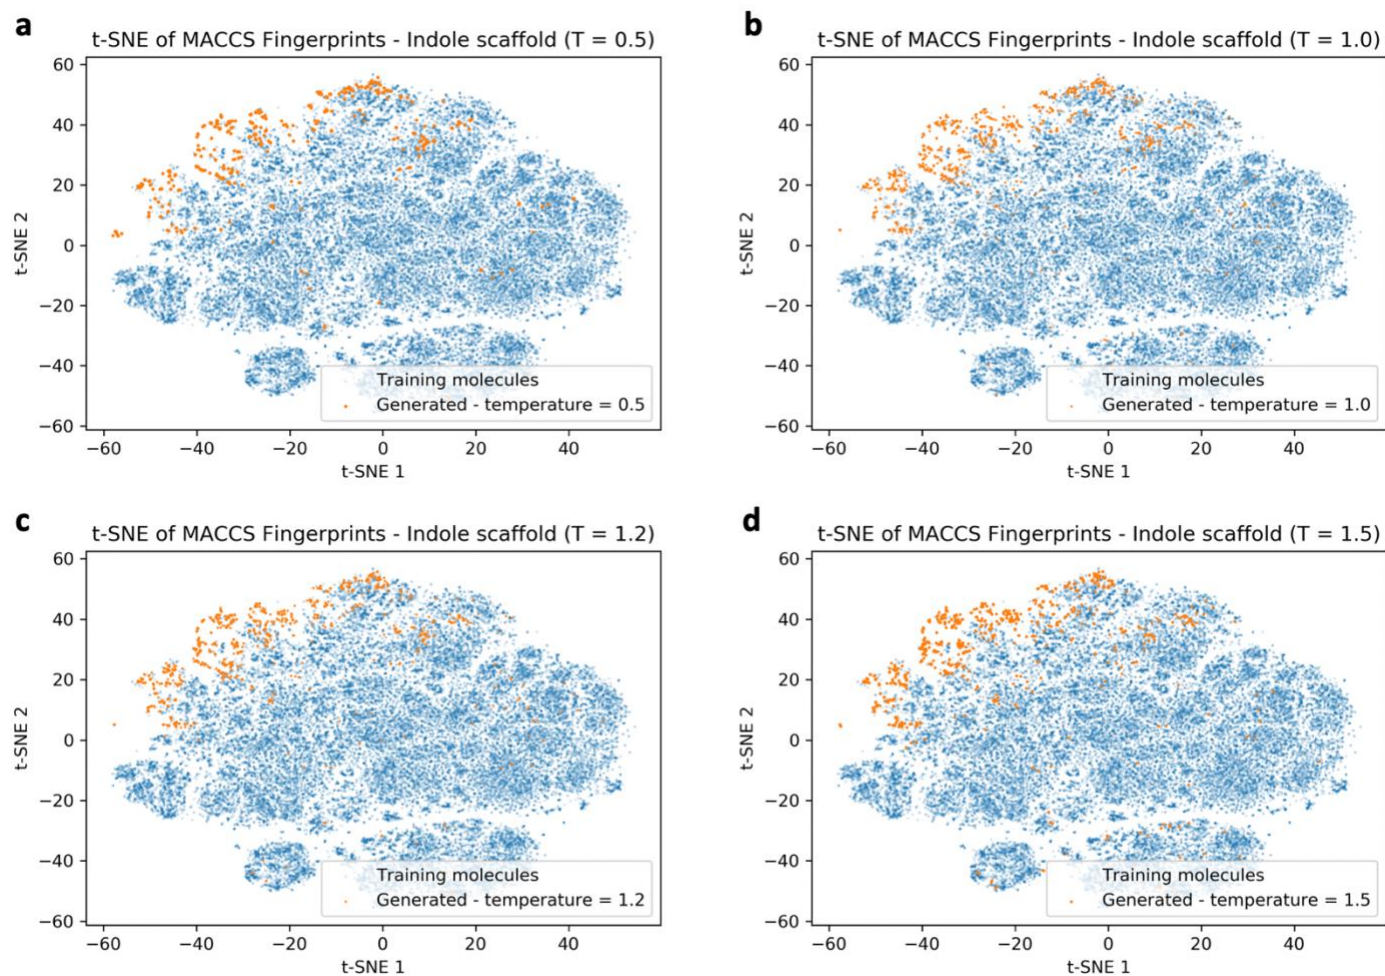 a
t-SNE of MACCS Fingerprints - Indole scaffold (T = 0.5)
60
40
20
0
−20
−40
−60
t-SNE 2
Training molecules
Generated - temperature = 0.5
−60 −40 −20 0 20 40
t-SNE 1
b
t-SNE of MACCS Fingerprints - Indole scaffold (T = 1.0)
60
40
20
0
−20
−40
−60
t-SNE 2
Training molecules
Generated - temperature = 1.0
−60 −40 −20 0 20 40
t-SNE 1
c
t-SNE of MACCS Fingerprints - Indole scaffold (T = 1.2)
60
40
20
0
−20
−40
−60
t-SNE 2
Training molecules
Generated - temperature = 1.2
−60 −40 −20 0 20 40
t-SNE 1
d
t-SNE of MACCS Fingerprints - Indole scaffold (T = 1.5)
60
40
20
0
−20
−40
−60
t-SNE 2
Training molecules
Generated - temperature = 1.5
−60 −40 −20 0 20 40
t-SNE 1